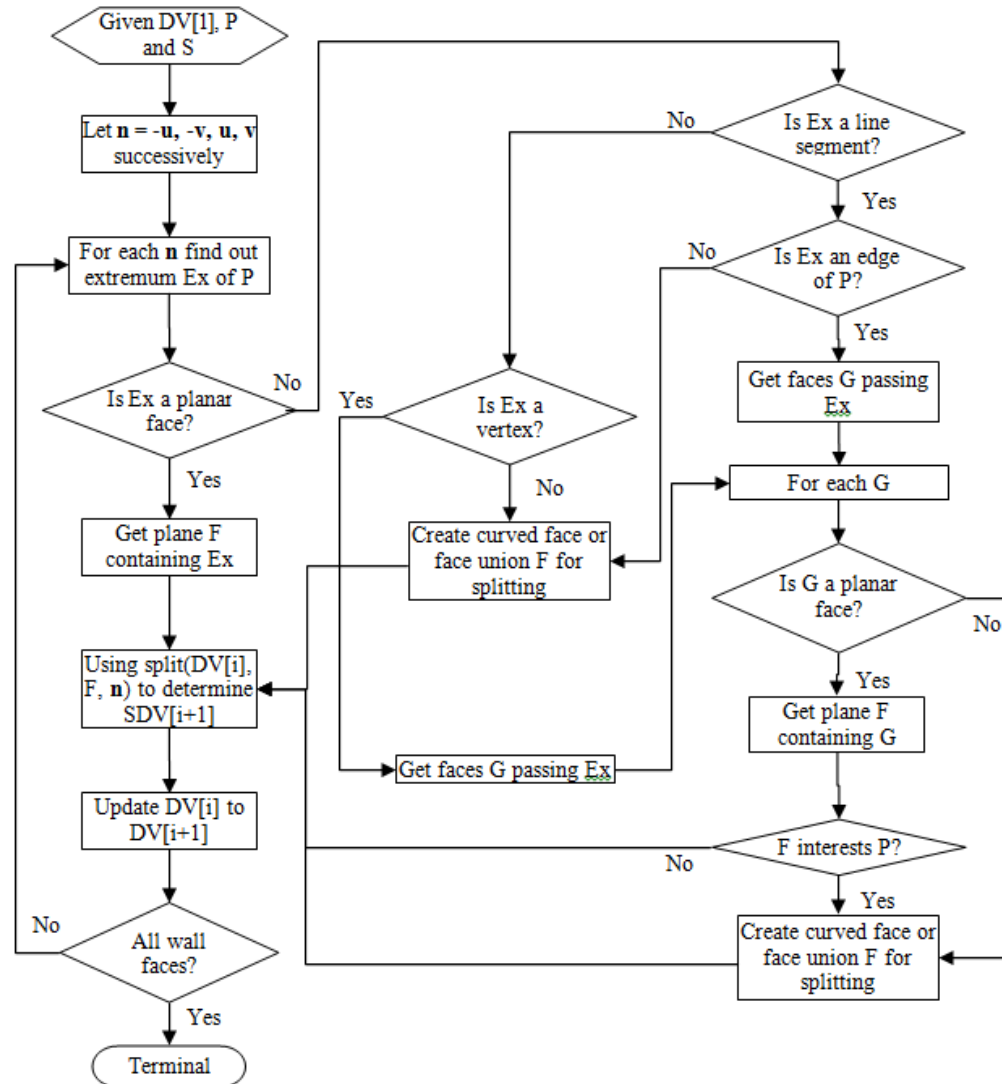 Given DV[1], P
and S
Let n = -u, -v, u, v
successively
For each n find out
extremum Ex of P
Is Ex a planar
face?
No
Yes
Get plane F
containing Ex
Using split(DV[i],
F, n) to determine
SDV[i+1]
Update DV[i] to
DV[i+1]
All wall
faces?
No
Yes
Terminal
Is Ex a line
segment?
No
Yes
Is Ex an edge
of P?
No
Yes
Get faces G passing
Ex
Is Ex a
vertex?
Yes
No
Create curved face or
face union F for
splitting
Get faces G passing Ex
For each G
Is G a planar
face?
No
Yes
Get plane F
containing G
F interests P?
No
Yes
Create curved face or
face union F for
splitting